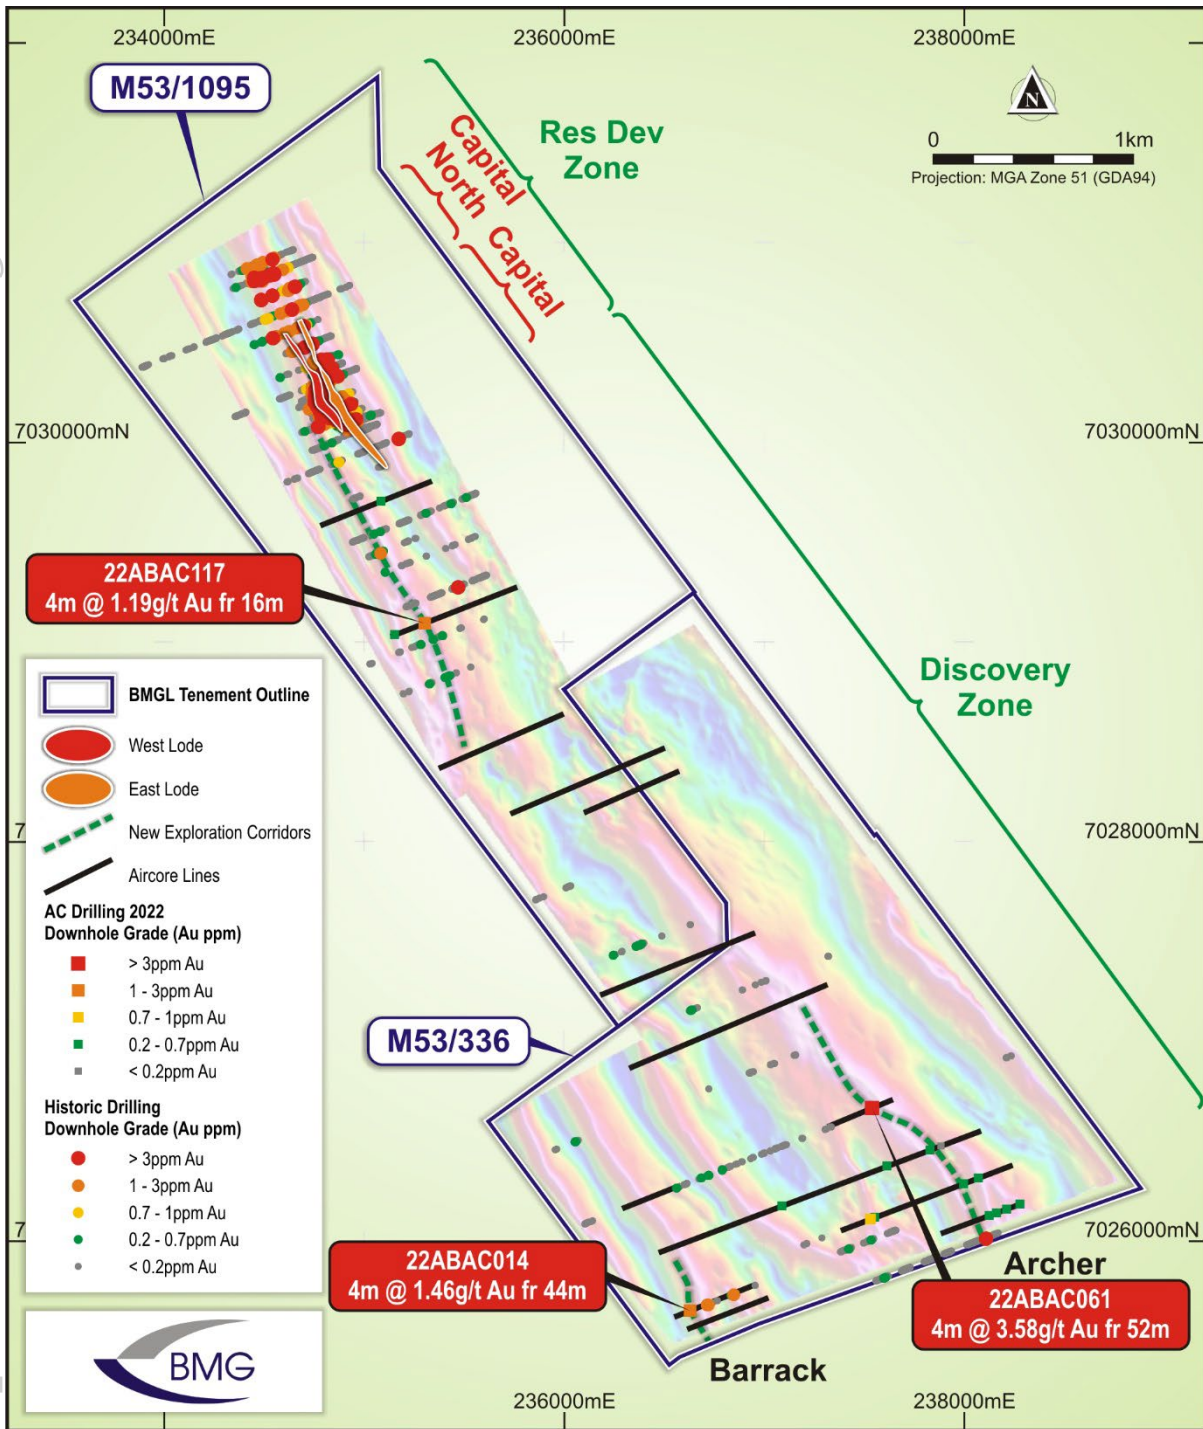 234000mE
236000mE
238000mE
M53/1095
Res Dev
Zone
Capital
North
Capital
N
0
1km
Projection: MGA Zone 51 (GDA94)
7030000mN
7030000mN
22ABAC117
4m @ 1.19g/t Au fr 16m
Discovery
Zone
BMGL Tenement Outline
West Lode
East Lode
New Exploration Corridors
Aircore Lines
7
7028000mN
AC Drilling 2022
Downhole Grade (Au ppm)
> 3ppm Au
1 - 3ppm Au
0.7 - 1ppm Au
0.2 - 0.7ppm Au
< 0.2ppm Au
M53/336
Historic Drilling
Downhole Grade (Au ppm)
> 3ppm Au
1 - 3ppm Au
0.7 - 1ppm Au
0.2 - 0.7ppm Au
< 0.2ppm Au
7
7026000mN
22ABAC014
4m @ 1.46g/t Au fr 44m
Archer
22ABAC061
4m @ 3.58g/t Au fr 52m
BMG
Barrack
236000mE
238000mE